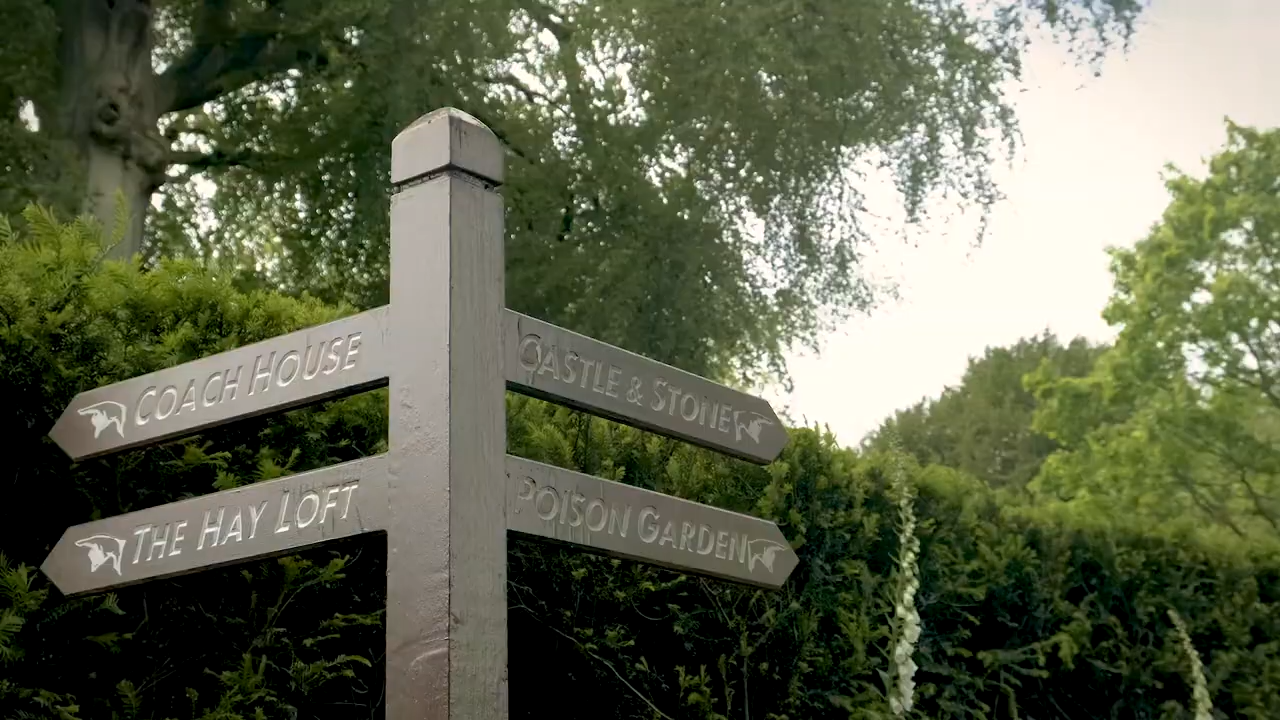 COACH HOUSE
CASTLE & STONE
THE HAY LOFT
POISON GARDEN